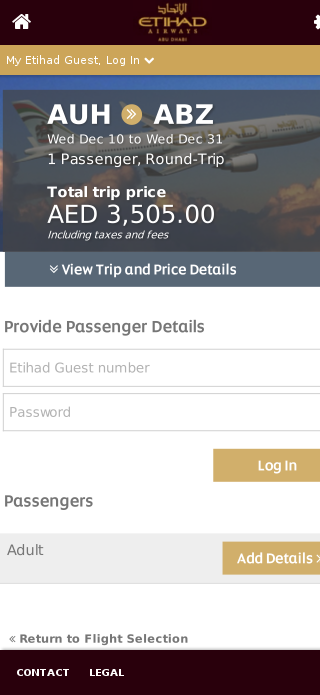 الإتحاد
ETIHAD
AIRWAYS
ABU DHABI
My Etihad Guest, Log In
AUH ABZ
Wed Dec 10 to Wed Dec 31
1 Passenger, Round-Trip
Total trip price
AED 3,505.00
Including taxes and fees
View Trip and Price Details
Provide Passenger Details
Etihad Guest number
Password
Log In
Passengers
Adult
Add Details
Return to Flight Selection
CONTACT LEGAL